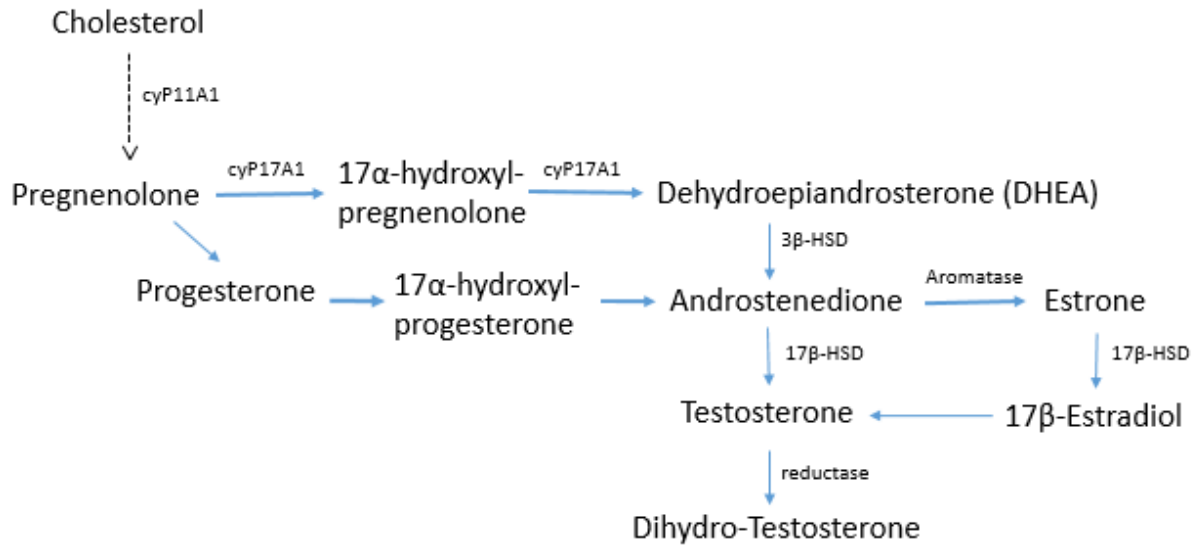 Cholesterol
cyP11A1
Pregnenolone
cyP17A1
17α-hydroxyl-
pregnenolone
cyP17A1
Dehydroepiandrosterone (DHEA)
3β-HSD
Progesterone
17α-hydroxyl-
progesterone
Androstenedione
Aromatase
Estrone
17β-HSD
17β-HSD
Testosterone
17β-Estradiol
reductase
Dihydro-Testosterone